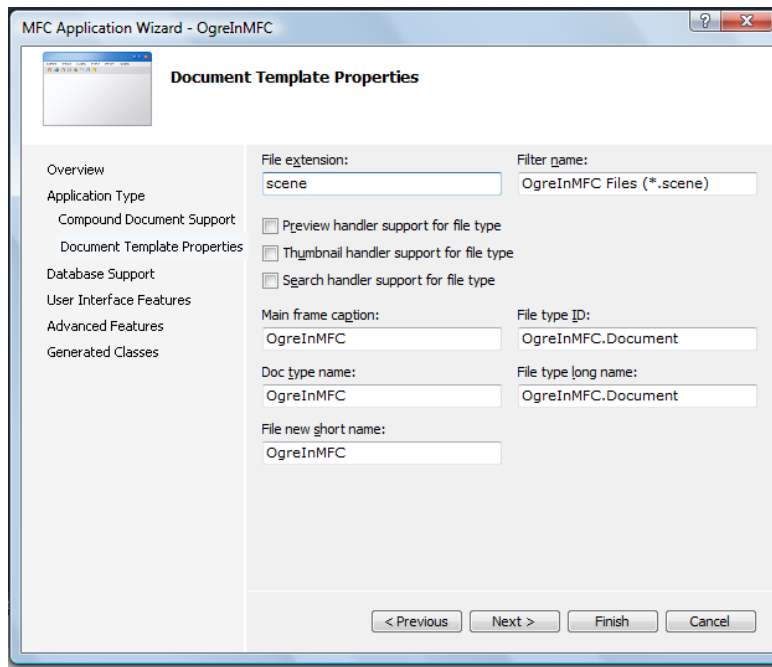 MFC Application Wizard - OgreInMFC
?
X
Document Template Properties
Overview
Application Type
Compound Document Support
Document Template Properties
Database Support
User Interface Features
Advanced Features
Generated Classes
File extension: Filter name:
scene OgreInMFC Files (*.scene)
Preview handler support for file type
Thumbnail handler support for file type
Search handler support for file type
Main frame caption: File type ID:
OgreInMFC OgreInMFC.Document
Doc type name: File type long name:
OgreInMFC OgreInMFC.Document
File new short name:
OgreInMFC
< Previous Next > Finish Cancel